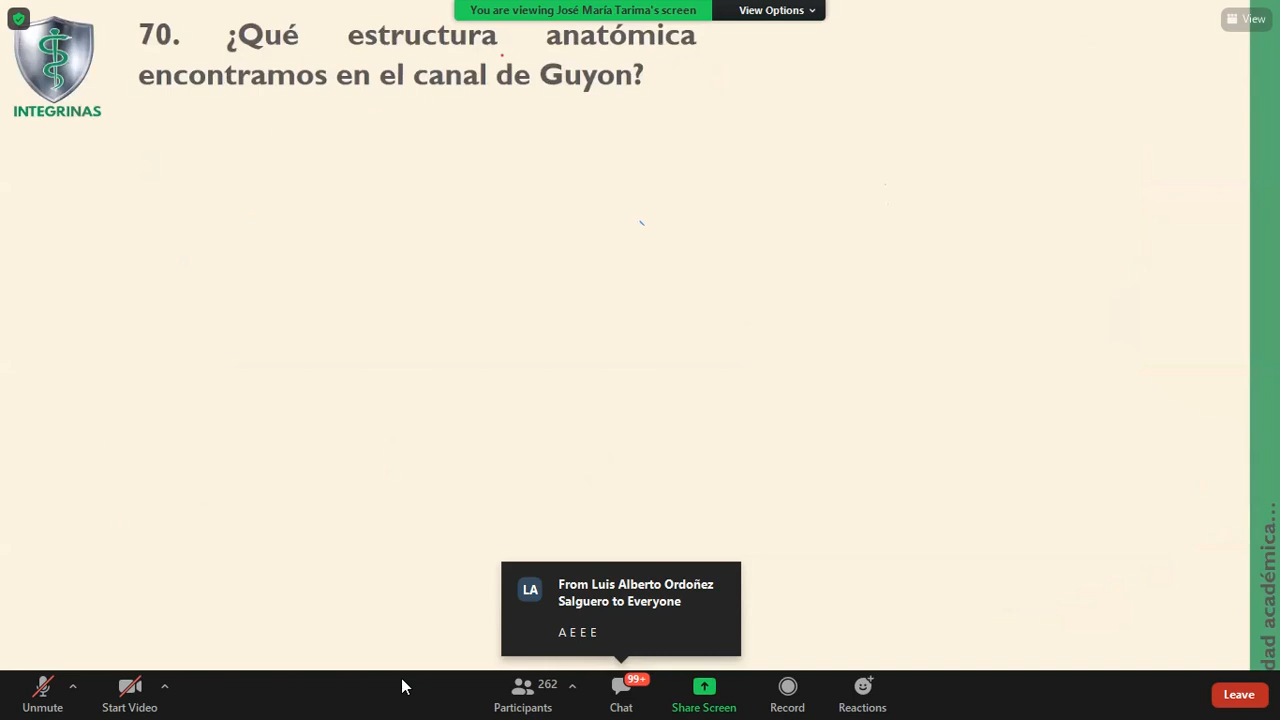 You are viewing José María Tarima's screen
View Options
View
70. ¿Qué estructura anatómica
encontramos en el canal de Guyon?
INTEGRINAS
dad académica...
LA
From Luis Alberto Ordoñez
Salguero to Everyone
A E E E
Unmute
Start Video
262
Participants
99+
Chat
Share Screen
Record
Reactions
Leave